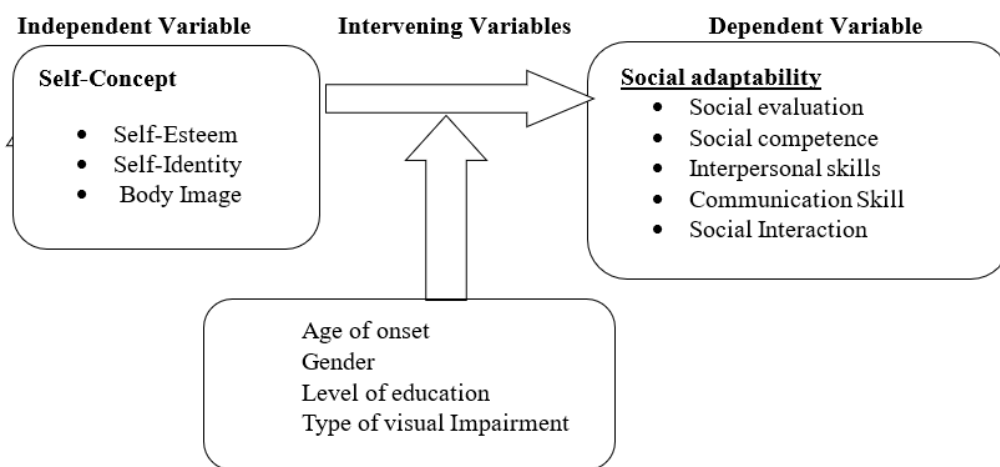 Independent Variable
Intervening Variables
Dependent Variable
Self-Concept
• Self-Esteem
• Self-Identity
• Body Image
Social adaptability
• Social evaluation
• Social competence
• Interpersonal skills
• Communication Skill
• Social Interaction
Age of onset
Gender
Level of education
Type of visual Impairment